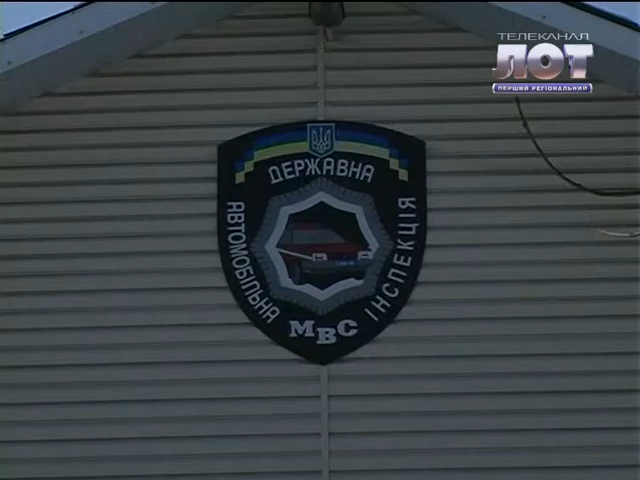 ТЕЛЕКАНАЛ
ЛОТ
ПЕРШИЙ РЕГІОНАЛЬНИЙ
ДЕРЖАВНА
АВТОМОБІЛЬНА
ІНСПЕКЦІЯ
МВС